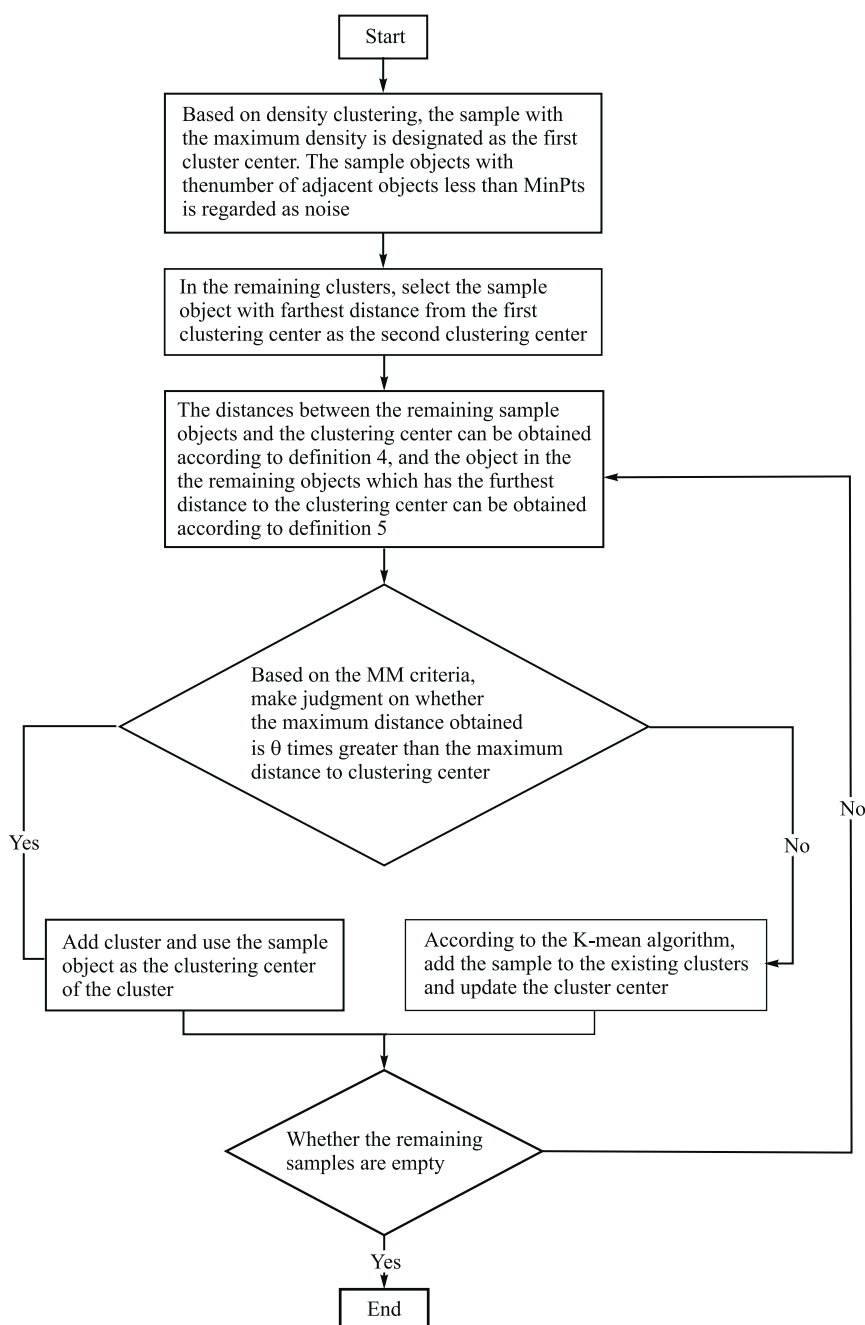 Start
Based on density clustering, the sample with
the maximum density is designated as the first
cluster center. The sample objects with
thenumber of adjacent objects less than MinPts
is regarded as noise
In the remaining clusters, select the sample
object with farthest distance from the first
clustering center as the second clustering center
The distances between the remaining sample
objects and the clustering center can be obtained
according to definition 4, and the object in the
the remaining objects which has the furthest
distance to the clustering center can be obtained
according to definition 5
Based on the MM criteria,
make judgment on whether
the maximum distance obtained
is θ times greater than the maximum
distance to clustering center
Yes
No
No
Add cluster and use the sample
object as the clustering center
of the cluster
According to the K-mean algorithm,
add the sample to the existing clusters
and update the cluster center
Whether the remaining
samples are empty
Yes
End